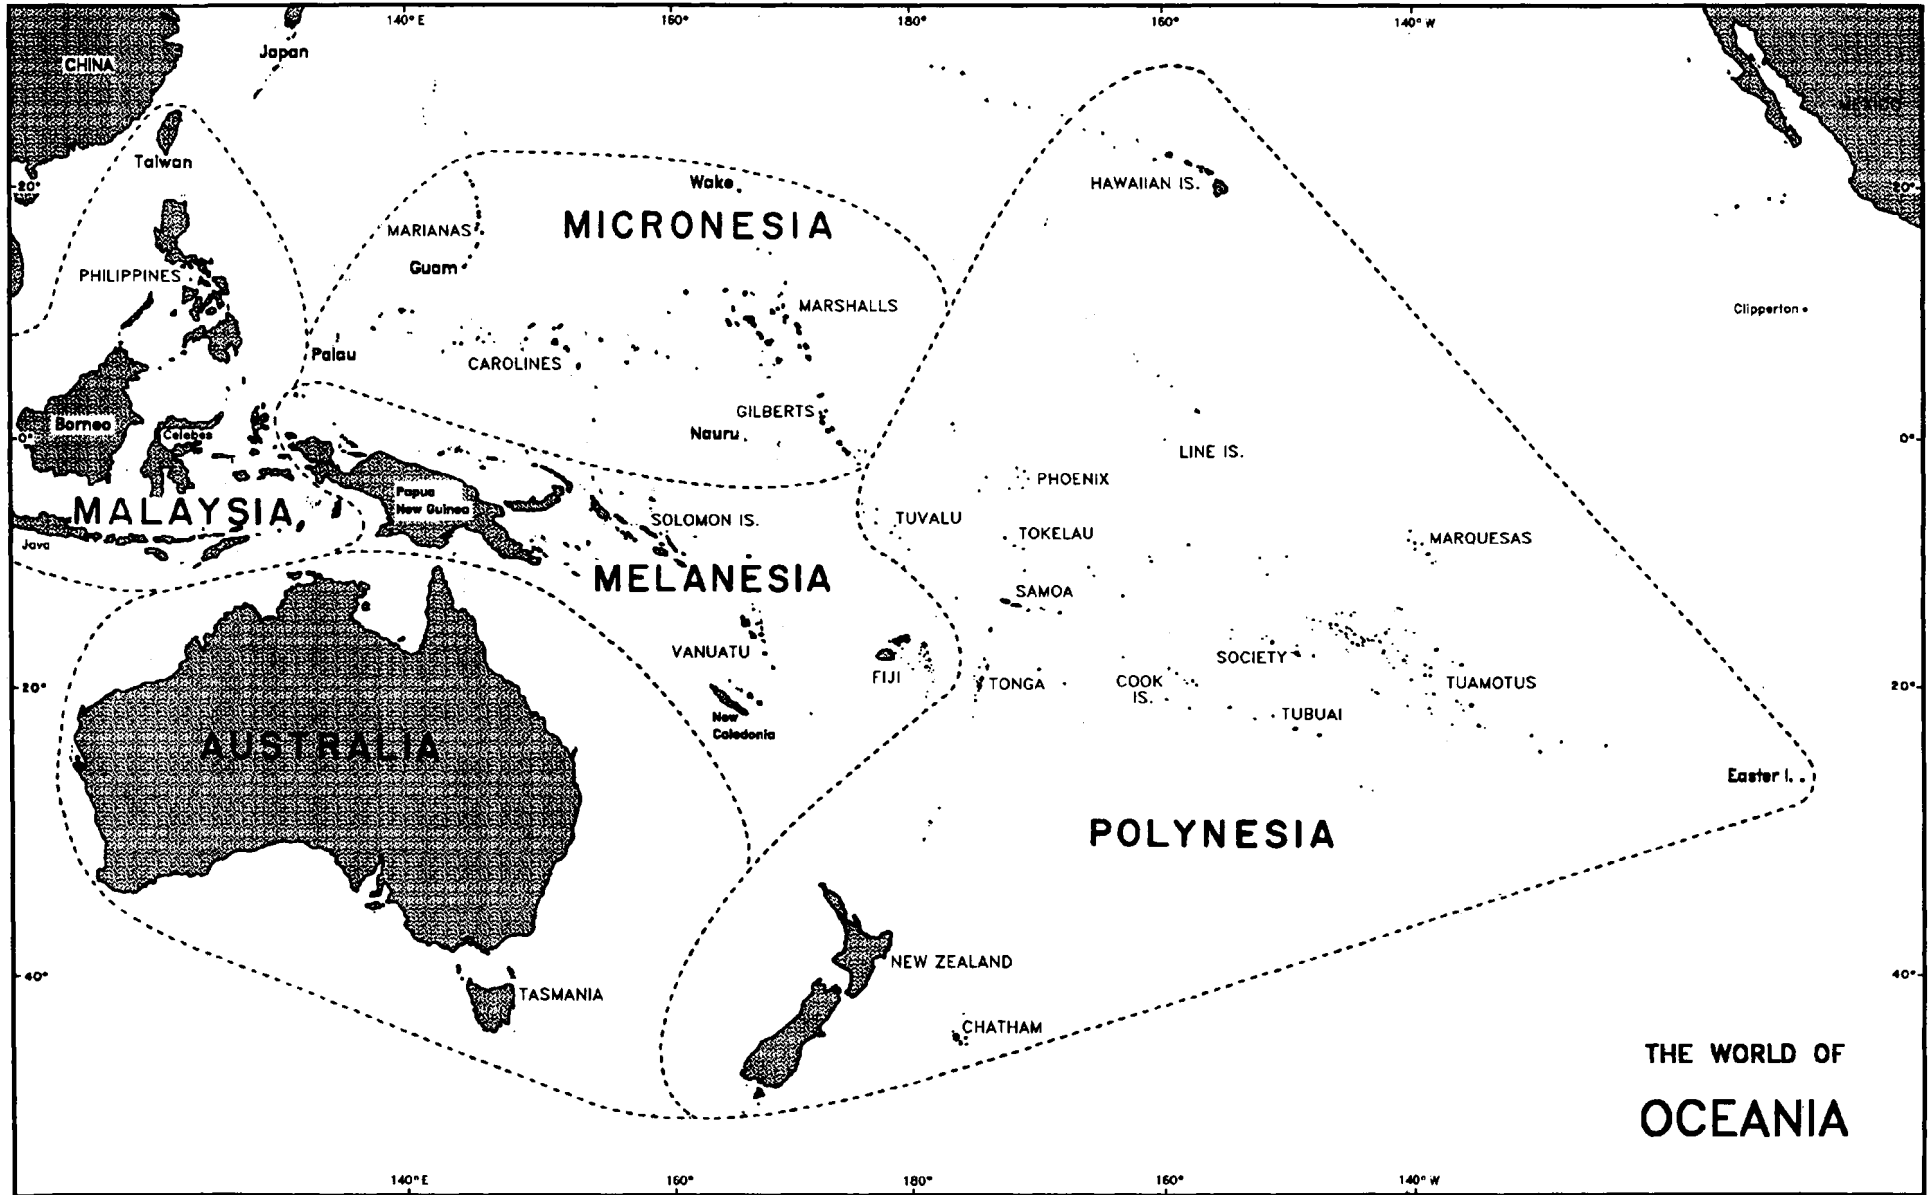 140° E
160°
180°
160°
140° W
CHINA
Japan
MEXICO
Taiwan
20°
Wake
HAWAIIAN IS.
20°
MICRONESIA
MARIANAS
Guam
PHILIPPINES
MARSHALLS
Clipperton
Palau
CAROLINES
GILBERTS
Borneo
Celebes
Nauru
0°
0°
LINE IS.
PHOENIX
Papua
New Guinea
MALAYSIA
SOLOMON IS.
TUVALU
TOKELAU
MARQUESAS
Java
MELANESIA
SAMOA
VANUATU
SOCIETY
FIJI
TONGA
COOK
IS.
TUAMOTUS
20°
20°
New
Caledonia
TUBUAI
AUSTRALIA
Easter I.
POLYNESIA
NEW ZEALAND
40°
40°
TASMANIA
CHATHAM
THE WORLD OF
OCEANIA
140° E
160°
180°
160°
140° W